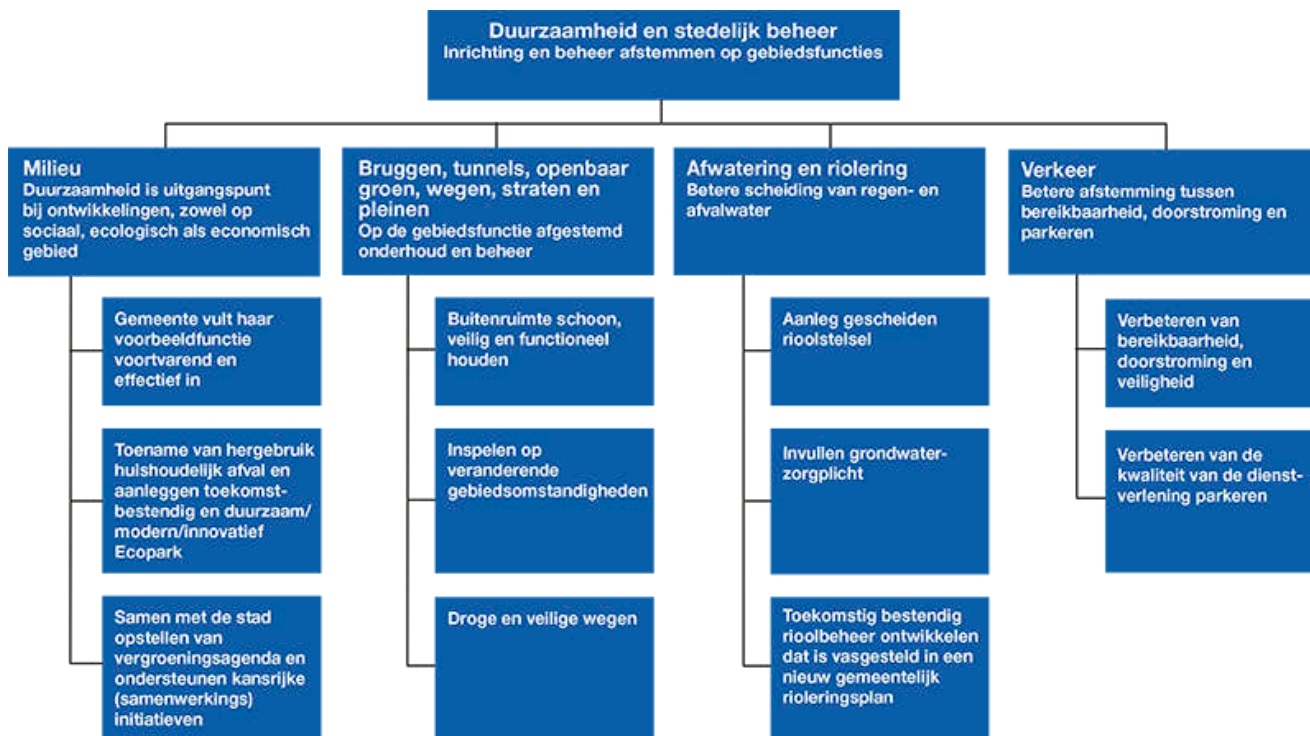 Duurzaamheid en stedelijk beheer
Inrichting en beheer afstemmen op gebiedsfuncties
Milieu
Duurzaamheid is uitgangspunt
bij ontwikkelingen, zowel op
sociaal, ecologisch als economisch
gebied
Gemeente vult haar
voorbeeldfunctie
voortvarend en
effectief in
Toename van hergebruik
huishoudelijk afval en
aanleggen toekomst-
bestendig en duurzaam/
modern/innovatief
Ecopark
Samen met de stad
opstellen van
vergroeningsagenda en
ondersteunen kansrijke
(samenwerkings)
initiatieven
Bruggen, tunnels, openbaar
groen, wegen, straten en
pleinen
Op de gebiedsfunctie afgestemd
onderhoud en beheer
Buitenruimte schoon,
veilig en functioneel
houden
Inspelen op
veranderende
gebiedsomstandigheden
Droge en veilige wegen
Afwatering en riolering
Betere scheiding van regen- en
afvalwater
Aanleg gescheiden
rioolstelsel
Invullen grondwater-
zorgplicht
Toekomstig bestendig
rioolbeheer ontwikkelen
dat is vasgesteld in een
nieuw gemeentelijk
rioleringsplan
Verkeer
Betere afstemming tussen
bereikbaarheid, doorstroming en
parkeren
Verbeteren van
bereikbaarheid,
doorstroming en
veiligheid
Verbeteren van de
kwaliteit van de dienst-
verlening parkeren